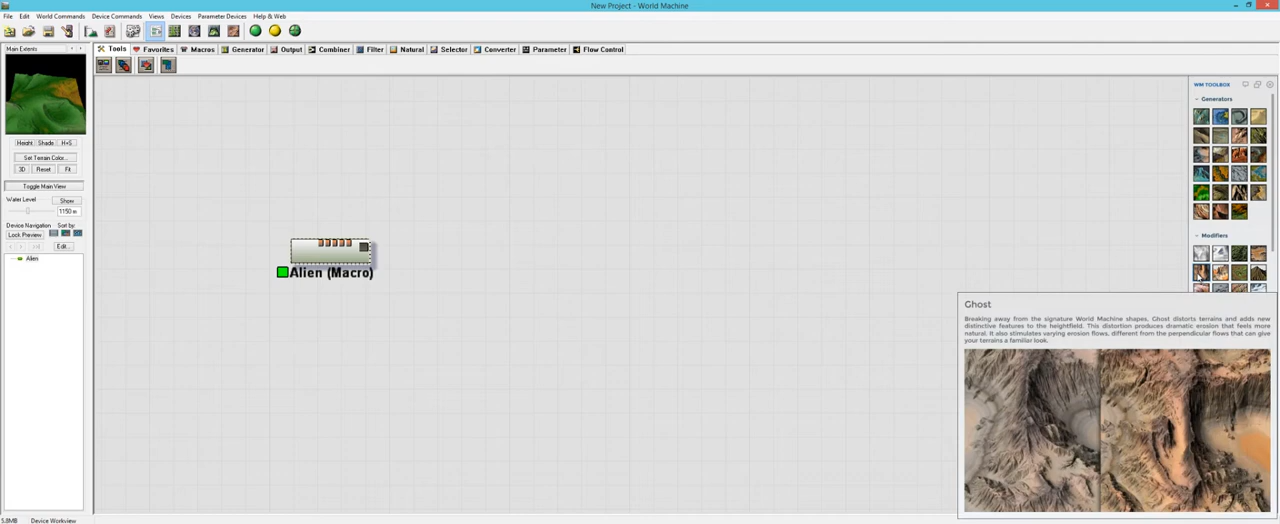 New Project - World Machine
File Edit World Commands Device Commands Views Devices Parameter Devices Help & Web
Main Extents
Tools Favorites Macros Generator Output Combiner Filter Natural Selector Converter Parameter Flow Control
WM TOOLBOX
Generators
Height Shade H+S
Set Terrain Color...
3D Reset Fit
Toggle Main View
Water Level Show
1150 m
Device Navigation Sort by
Lock Preview
Edit...
Alien
Alien (Macro)
Modifiers
Ghost
Breaking away from the signature World Machine shapes, Ghost distorts terrains and adds new
distinctive features to the heightfield. This distortion produces dramatic erosion that feels more
natural. It also stimulates varying erosion flows, different from the perpendicular flows that can give
your terrains a familiar look.
5.8MB Device Workview